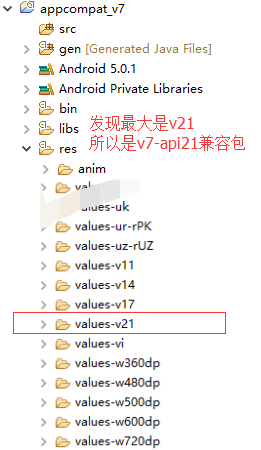 appcompat_v7
src
gen [Generated Java Files]
Android 5.0.1
Android Private Libraries
bin
libs
发现最大是v21
res
所以是v7-api21兼容包
anim
values-uk
values-ur-rPK
values-uz-rUZ
values-v11
values-v14
values-v17
values-v21
values-vi
values-w360dp
values-w480dp
values-w500dp
values-w600dp
values-w720dp